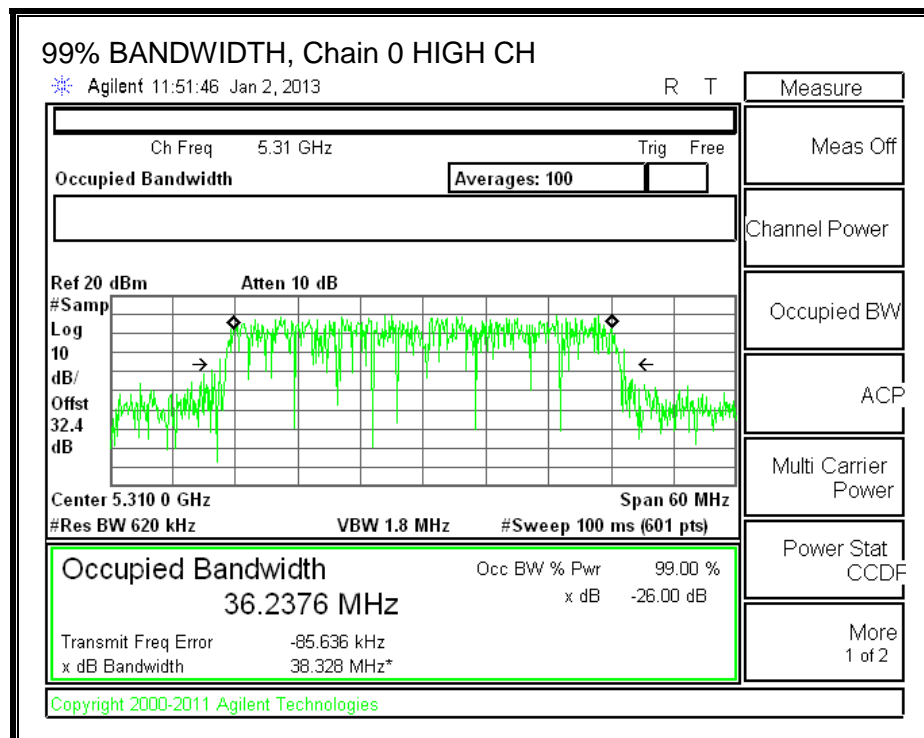 99% BANDWIDTH, Chain 0 HIGH CH
Agilent 11:51:46 Jan 2, 2013 R T
Measure
Ch Freq 5.31 GHz Trig Free
Meas Off
Occupied Bandwidth Averages: 100
Channel Power
Ref 20 dBm Atten 10 dB
#Samp
Log
10
dB/
Offst
32.4
dB
Occupied BW
ACP
Center 5.310 0 GHz Span 60 MHz
#Res BW 620 kHz VBW 1.8 MHz #Sweep 100 ms (601 pts)
Multi Carrier
Power
Occupied Bandwidth Occ BW % Pwr 99.00 %
36.2376 MHz x dB -26.00 dB
Power Stat
CCDF
Transmit Freq Error -85.636 kHz
x dB Bandwidth 38.328 MHz*
More
1 of 2
Copyright 2000-2011 Agilent Technologies